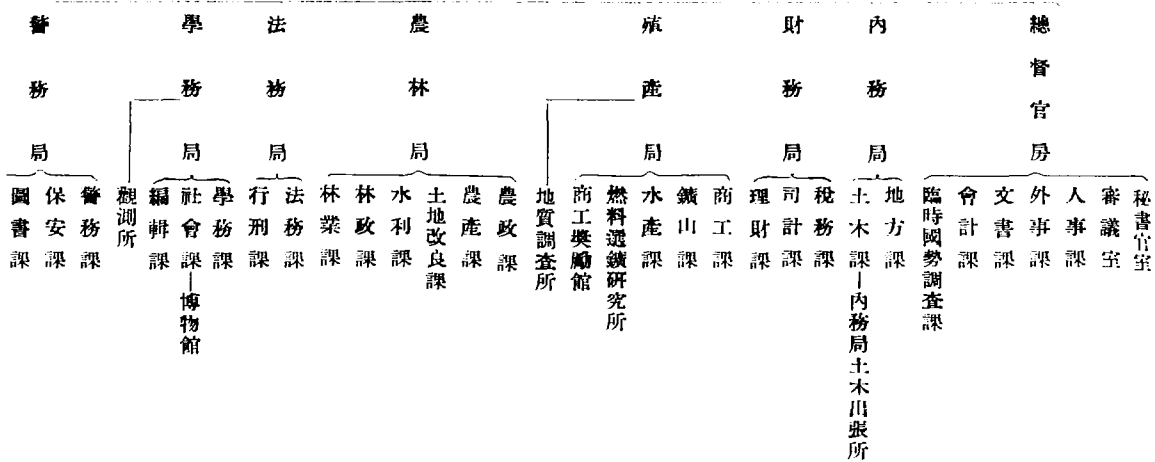 總督官房
秘書官室
審議室
人事課
外事課
文書課
會計課
臨時國勢調査課
內務局
地方課
土木課—內務局土木出張所
財務局
稅務課
司計課
理財課
殖產局
商工課
鑛山課
水產課
燃料選鑛硏究所
商工奬勵館
地質調査所
農林局
農政課
農產課
土地改良課
水利課
林政課
林業課
法務局
法務課
行刑課
學務局
學務課
社會課—博物館
編輯課
觀測所
警務局
警務課
保安課
圖書課